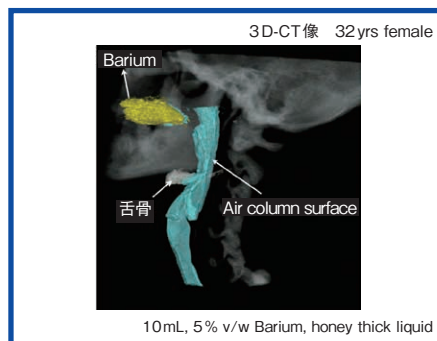 3D-CT像　32yrs female
Barium
舌骨
Air column surface
10mL, 5% v/w Barium, honey thick liquid